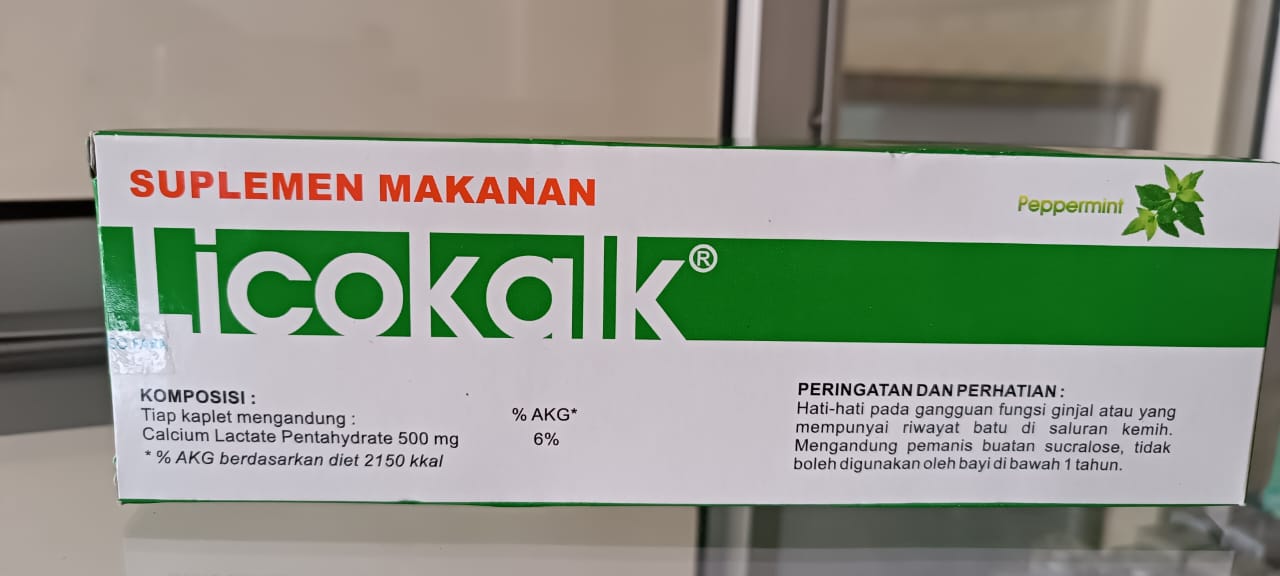 SUPLEMEN MAKANAN
Peppermint
Licokalk®
KOMPOSISI :
Tiap kaplet mengandung :
% AKG*
Calcium Lactate Pentahydrate 500 mg
6%
* % AKG berdasarkan diet 2150 kkal
PERINGATAN DAN PERHATIAN :
Hati-hati pada gangguan fungsi ginjal atau yang
mempunyai riwayat batu di saluran kemih.
Mengandung pemanis buatan sucralose, tidak
boleh digunakan oleh bayi di bawah 1 tahun.